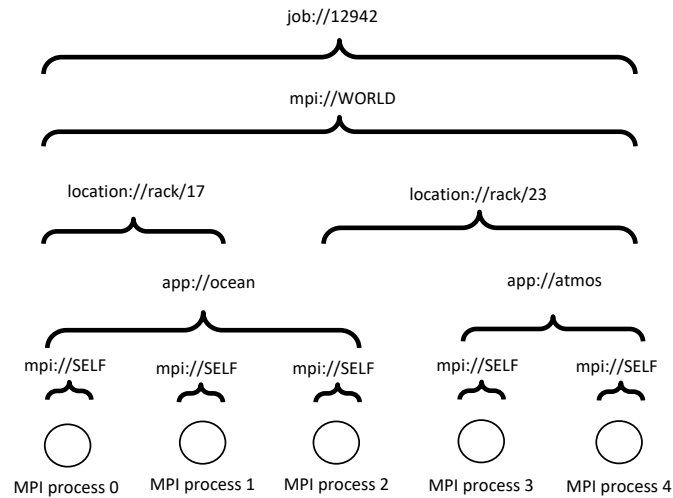 job://12942
mpi://WORLD
location://rack/17
location://rack/23
app://ocean
app://atmos
mpi://SELF
mpi://SELF
mpi://SELF
mpi://SELF
mpi://SELF
MPI process 0
MPI process 1
MPI process 2
MPI process 3
MPI process 4